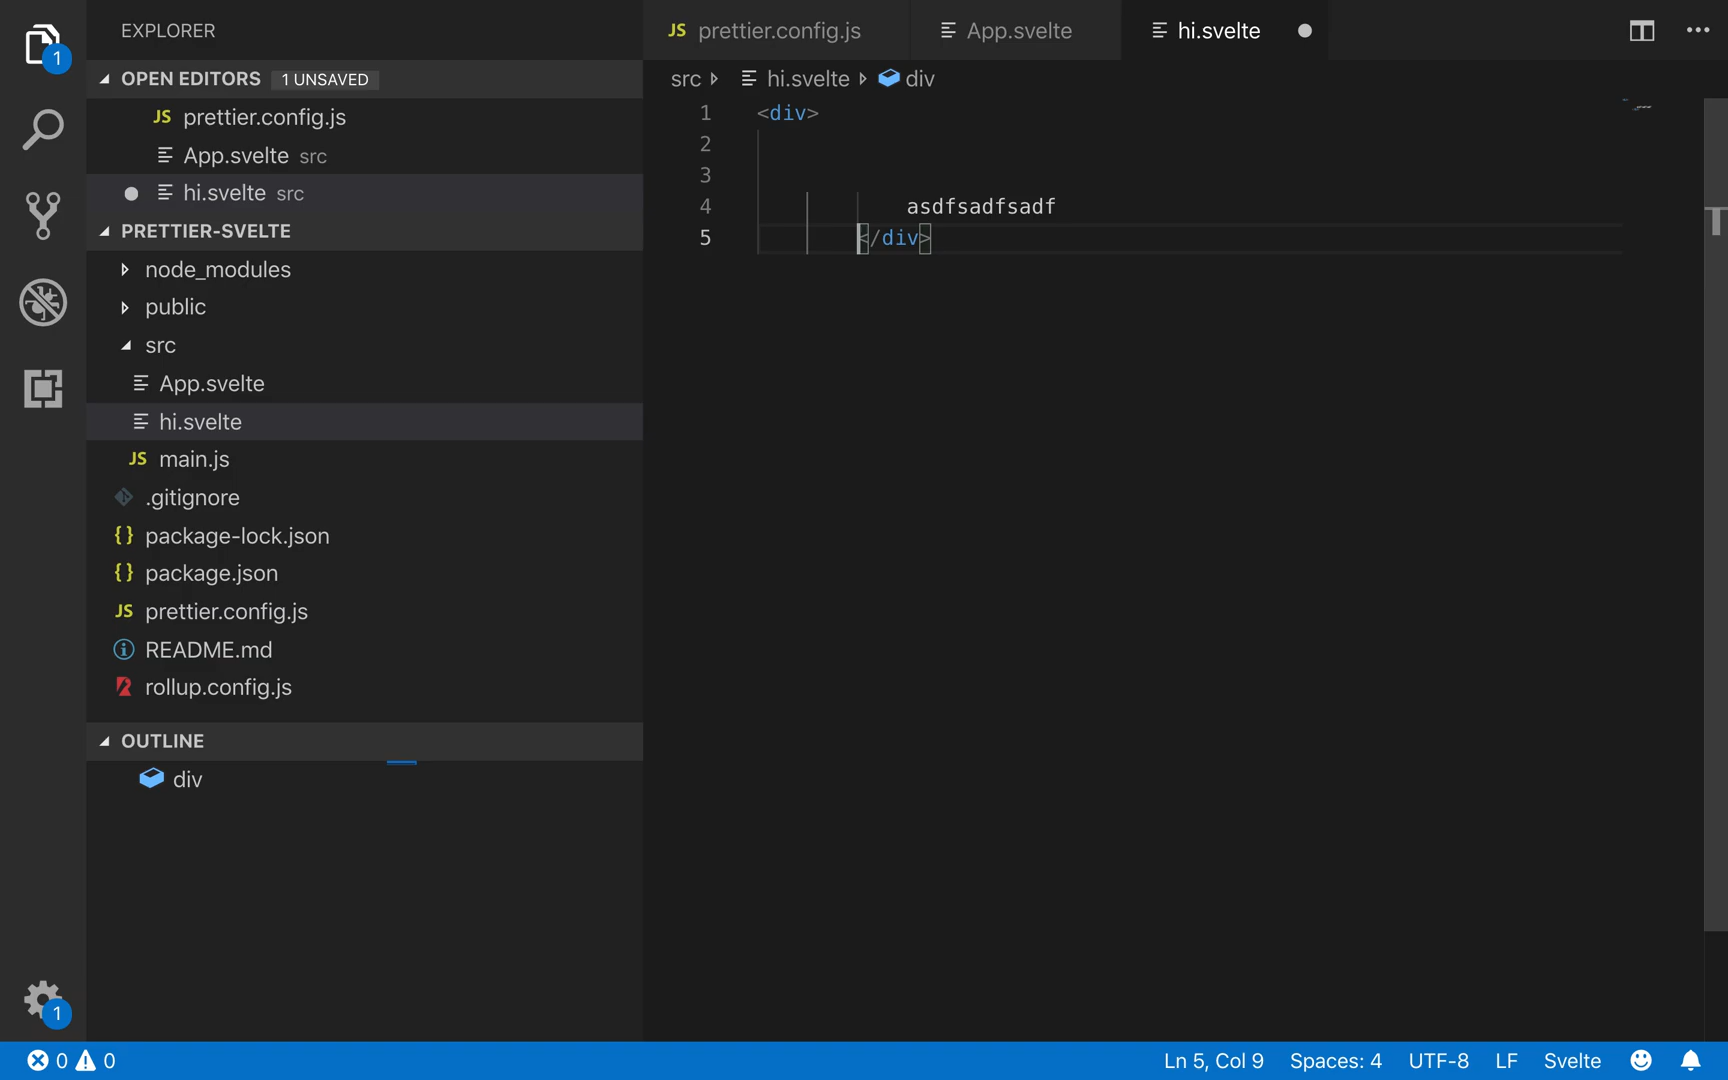 EXPLORER
OPEN EDITORS 1 UNSAVED
JS prettier.config.js
App.svelte src
hi.svelte src
PRETTIER-SVELTE
node_modules
public
src
App.svelte
hi.svelte
JS main.js
.gitignore
{} package-lock.json
{} package.json
JS prettier.config.js
README.md
rollup.config.js
OUTLINE
div
1
1
JS prettier.config.js
App.svelte
hi.svelte
src hi.svelte div
1 <div>
2
3
4 asdfsadfsadf
5 </div>
0 0
Ln 5, Col 9 Spaces: 4 UTF-8 LF Svelte